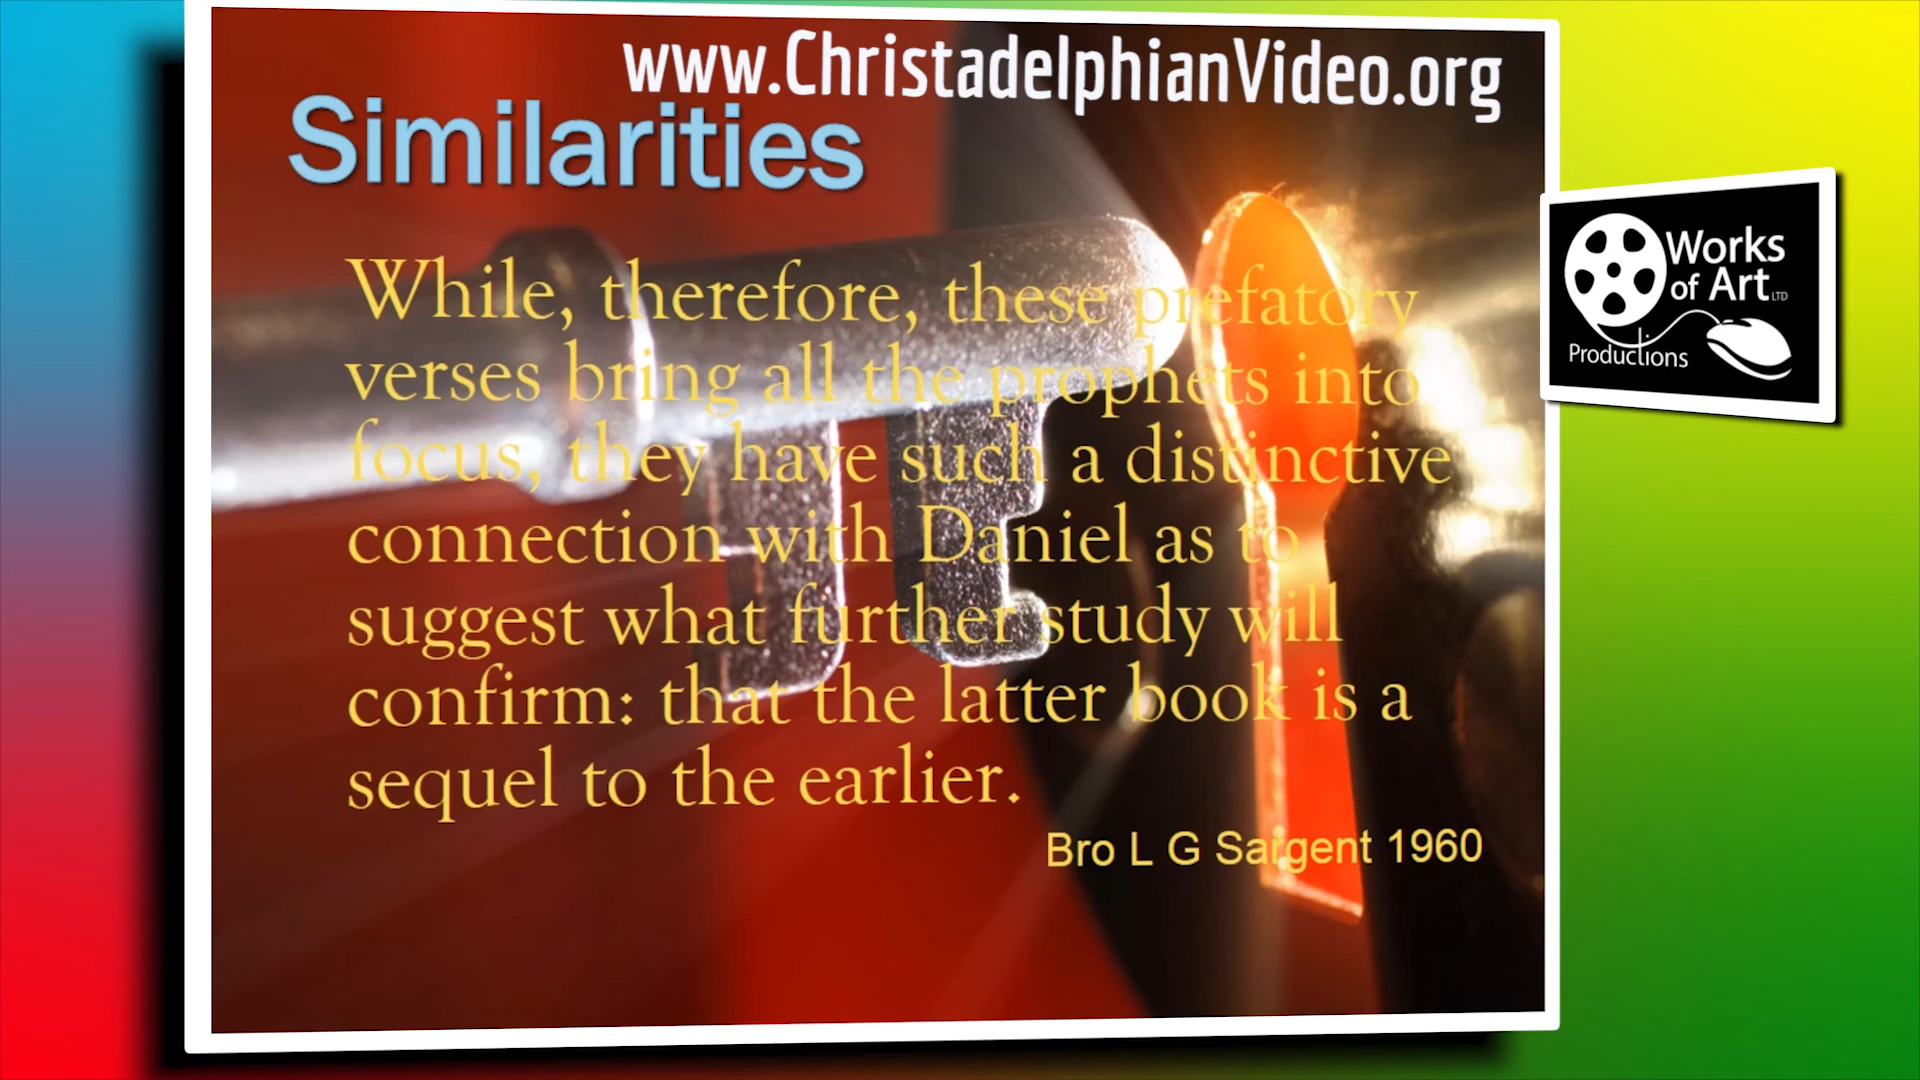 www.ChristadelphianVideo.org
Similarities
While, therefore, these prefatory
verses bring all the prophets into
focus, they have such a distinctive
connection with Daniel as to
suggest what further study will
confirm: that the latter book is a
sequel to the earlier.
Bro L G Sargent 1960
Works
of Art LTD
Productions